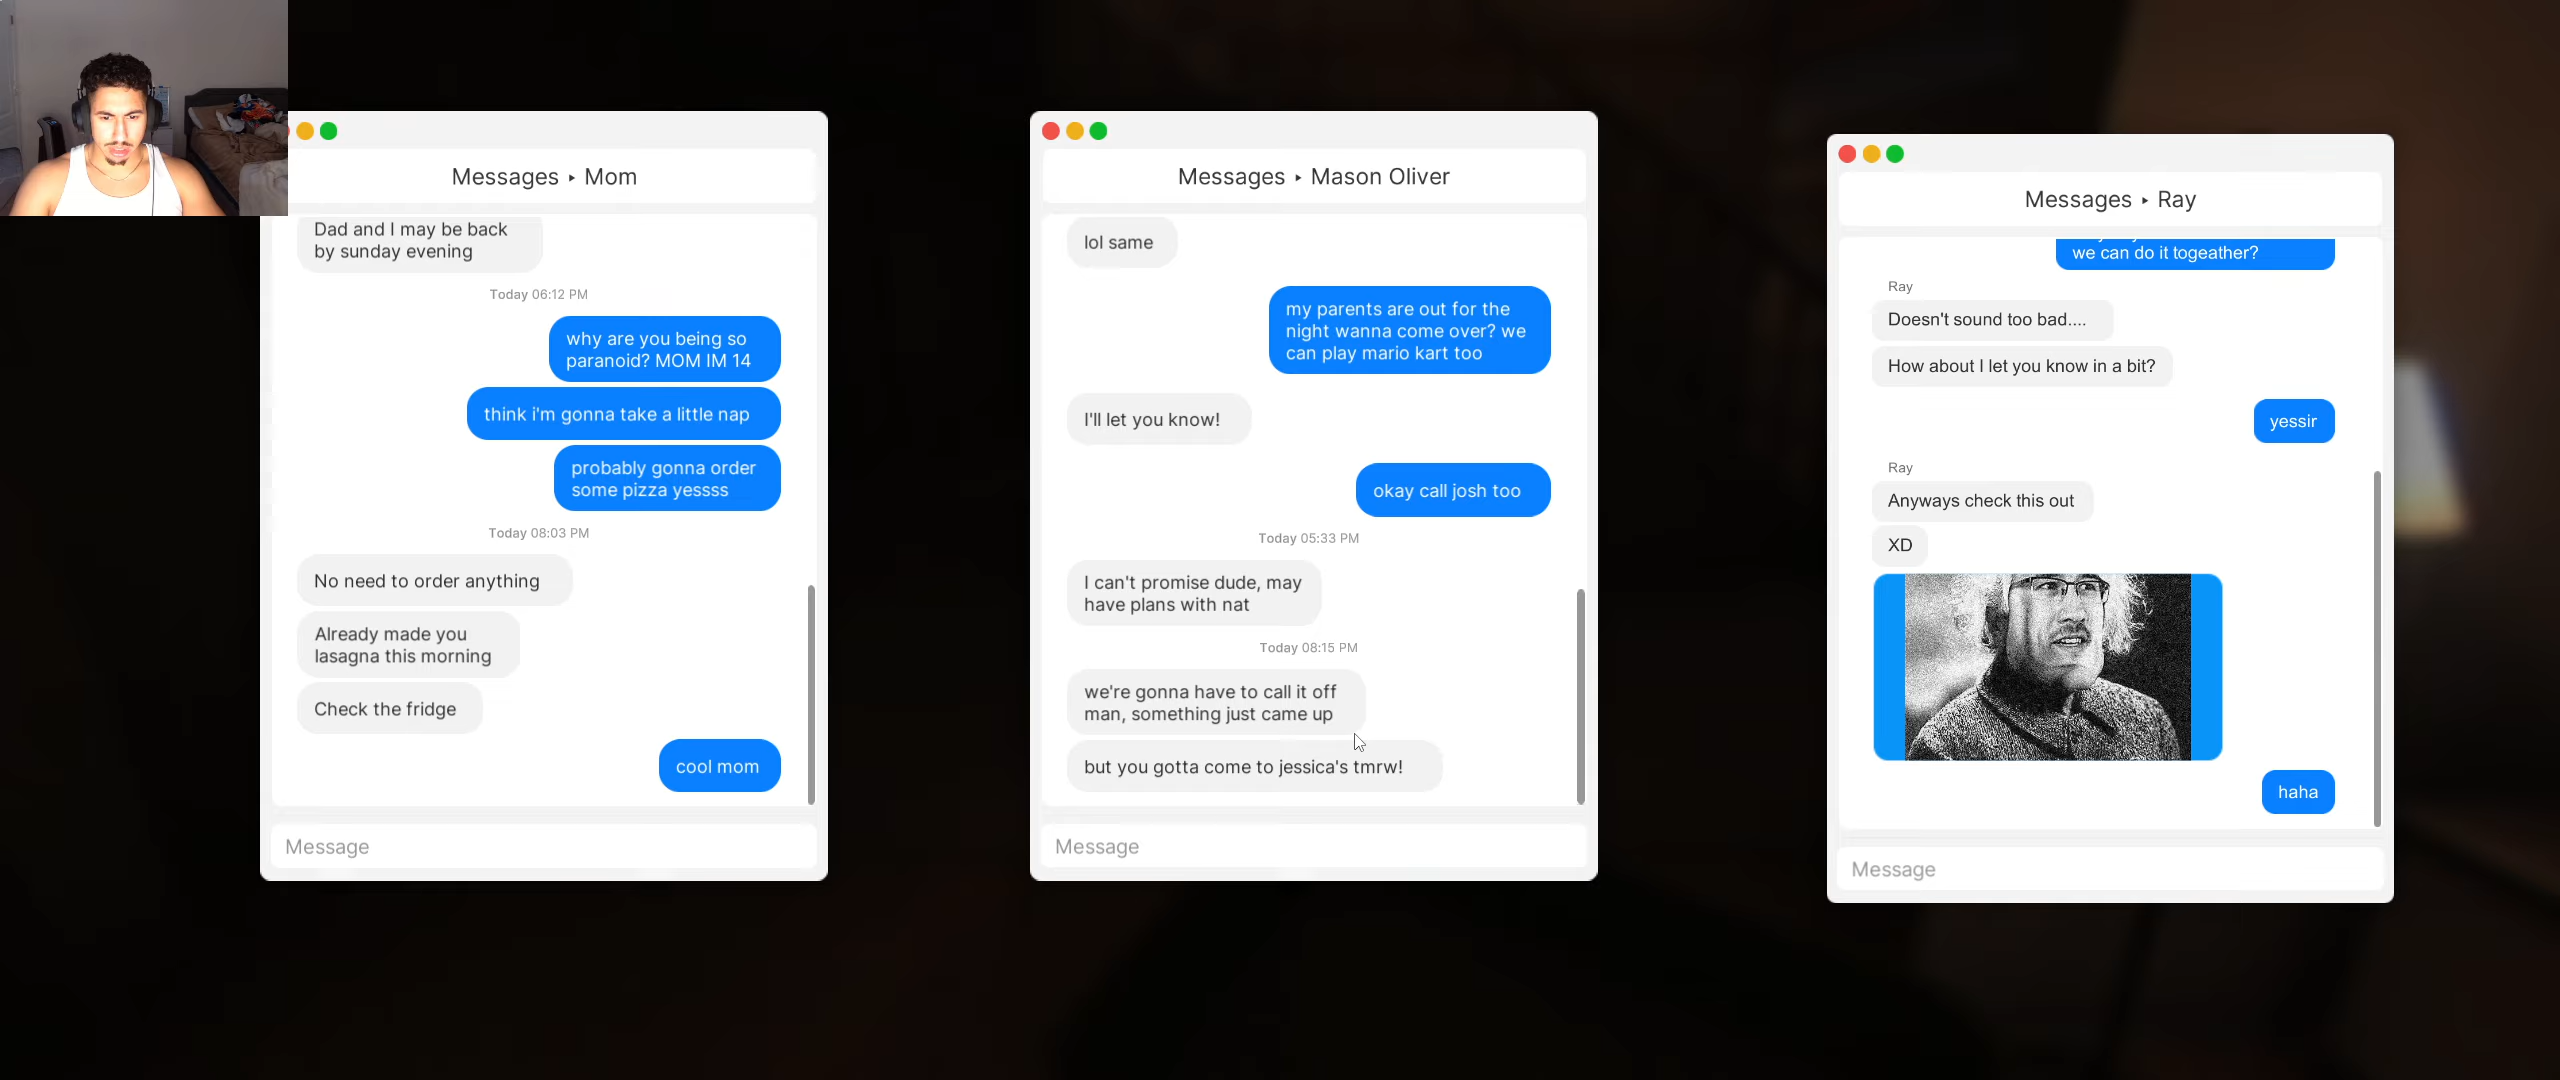 Messages ▸ Mom
Dad and I may be back
by sunday evening
Today 06:12 PM
why are you being so
paranoid? MOM IM 14
think i'm gonna take a little nap
probably gonna order
some pizza yessss
Today 08:03 PM
No need to order anything
Already made you
lasagna this morning
Check the fridge
cool mom
Message
Messages ▸ Mason Oliver
lol same
my parents are out for the
night wanna come over? we
can play mario kart too
I'll let you know!
okay call josh too
Today 05:33 PM
I can't promise dude, may
have plans with nat
Today 08:15 PM
we're gonna have to call it off
man, something just came up
but you gotta come to jessica's tmrw!
Message
Messages ▸ Ray
we can do it togeather?
Ray
Doesn't sound too bad....
How about I let you know in a bit?
yessir
Ray
Anyways check this out
XD
haha
Message